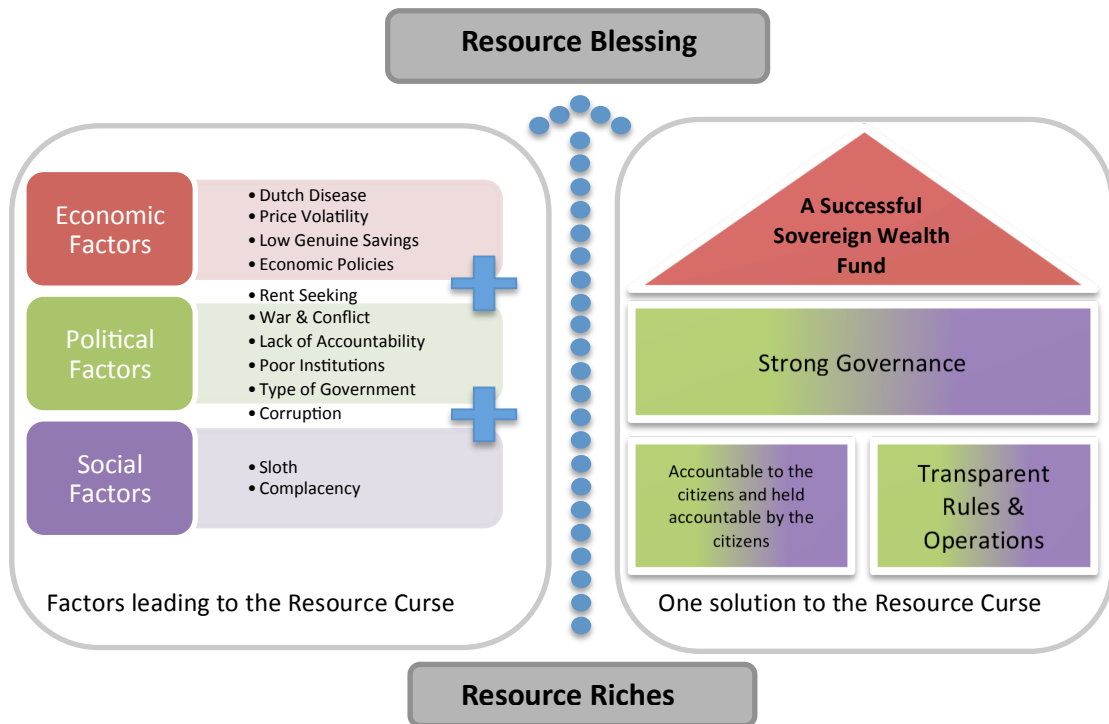 Resource Blessing
Economic
Factors
• Dutch Disease
• Price Volatility
• Low Genuine Savings
• Economic Policies
Political
Factors
• Rent Seeking
• War & Conflict
• Lack of Accountability
• Poor Institutions
• Type of Government
• Corruption
Social
Factors
• Sloth
• Complacency
Factors leading to the Resource Curse
A Successful
Sovereign Wealth
Fund
Strong Governance
Accountable to the
citizens and held
accountable by the
citizens
Transparent
Rules &
Operations
One solution to the Resource Curse
Resource Riches